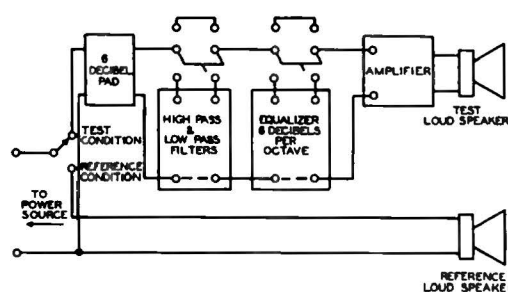 6
DECIBEL
PAD
HIGH PASS
&
LOW PASS
FILTERS
EQUALIZER
6 DECIBELS
PER
OCTAVE
AMPLIFIER
TEST
LOUD SPEAKER
TEST
CONDITION
REFERENCE
CONDITION
TO
POWER
SOURCE
REFERENCE
LOUD SPEAKE